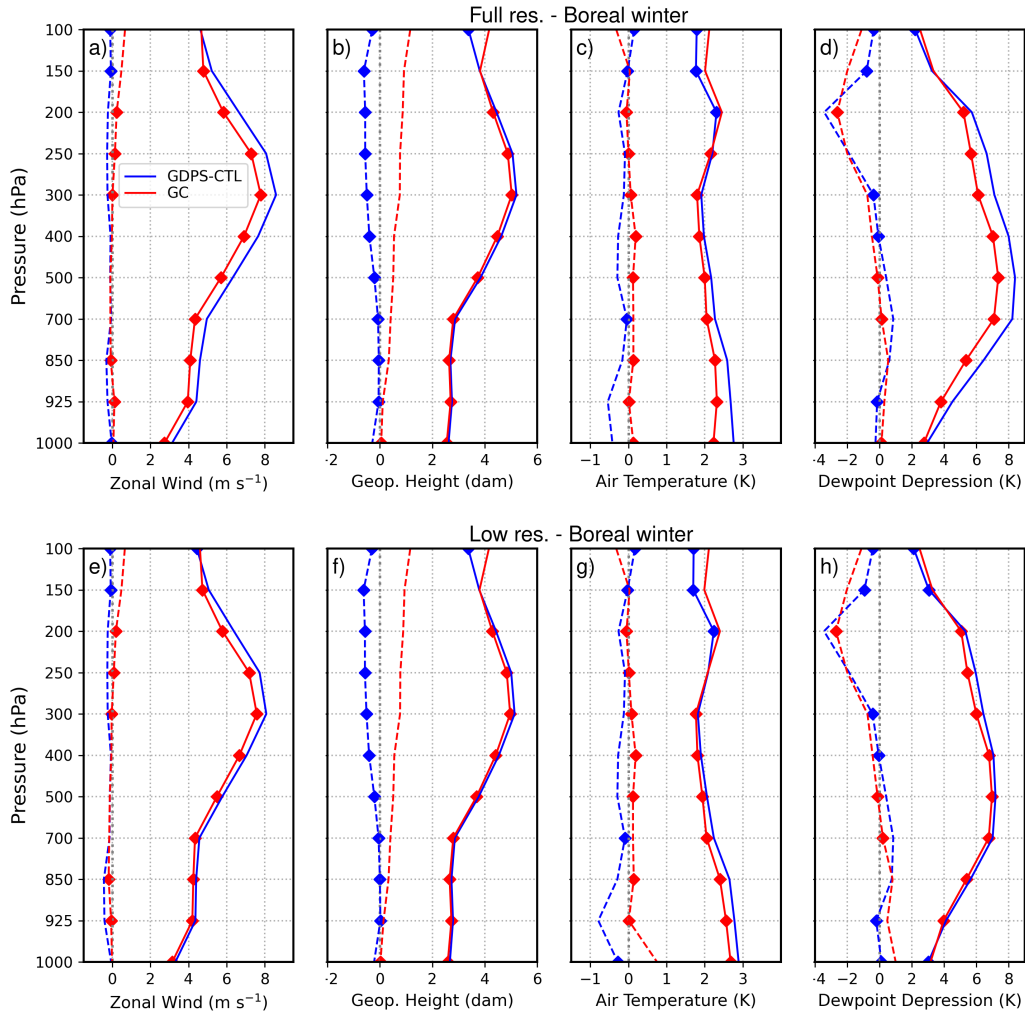 Full res. - Boreal winter
a) b) c) d)
Pressure (hPa)
100
150
200
250
300
400
500
700
850
925
1000
GDPS-CTL
GC
0 2 4 6 8
−2 0 2 4 6
−1 0 1 2 3
-4 −2 0 2 4 6 8
Zonal Wind (m s⁻¹) Geop. Height (dam) Air Temperature (K) Dewpoint Depression (K)
Low res. - Boreal winter
e) f) g) h)
Pressure (hPa)
100
150
200
250
300
400
500
700
850
925
1000
0 2 4 6 8
−2 0 2 4 6
−1 0 1 2 3
-4 −2 0 2 4 6 8
Zonal Wind (m s⁻¹) Geop. Height (dam) Air Temperature (K) Dewpoint Depression (K)